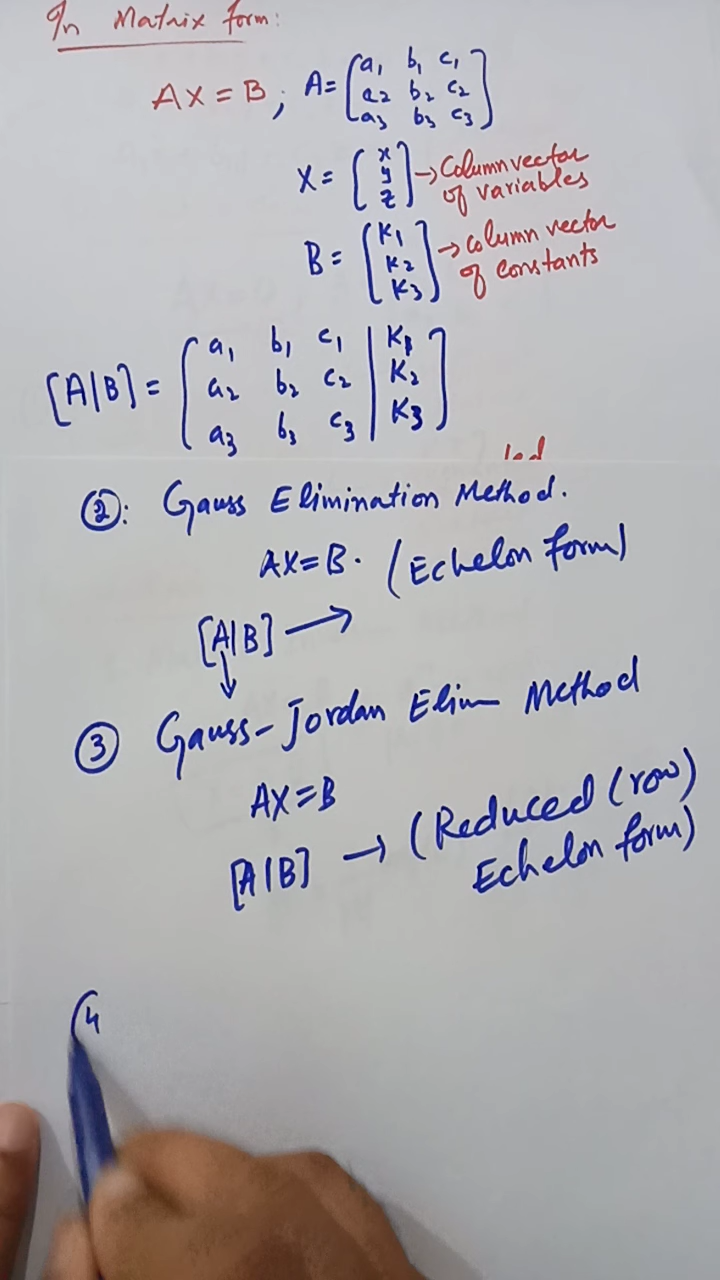 In Matrix form:
AX = B ; A = [a₁ b₁ c₁
a₂ b₂ c₂
a₃ b₃ c₃]
X = [x
y
z] → Column vector
of variables
B = [K₁
K₂
K₃] → column vector
of constants
[A|B] = [a₁ b₁ c₁ | K₁
a₂ b₂ c₂ | K₂
a₃ b₃ c₃ | K₃]
②: Gauss Elimination Method.
AX=B. (Echelon form)
[A|B] →
↓
③ Gauss-Jordan Elim Method
AX=B
[A|B] → (Reduced (row)
Echelon form)
(4